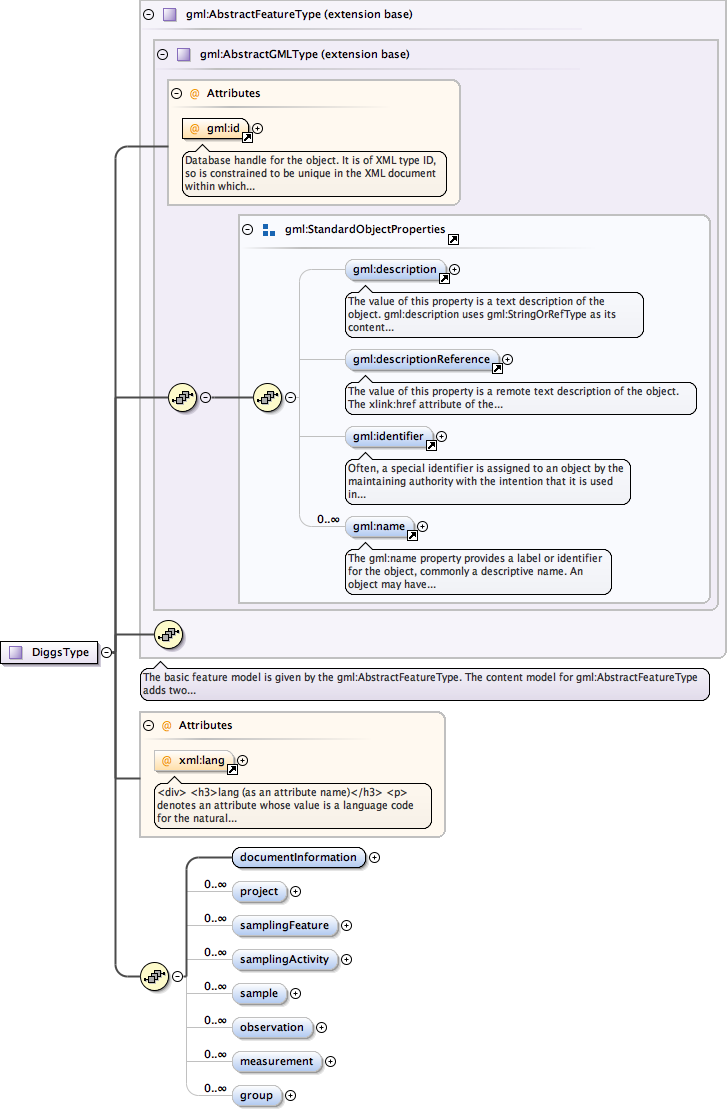 gml:AbstractFeatureType (extension base)
gml:AbstractGMLType (extension base)
@ Attributes
@ gml:id
Database handle for the object. It is of XML type ID,
so is constrained to be unique in the XML document
within which...
gml:StandardObjectProperties
gml:description
The value of this property is a text description of the
object. gml:description uses gml:StringOrRefType as its
content...
gml:descriptionReference
The value of this property is a remote text description of the object.
The xlink:href attribute of the...
gml:identifier
Often, a special identifier is assigned to an object by the
maintaining authority with the intention that it is used
in...
0..∞
gml:name
The gml:name property provides a label or identifier
for the object, commonly a descriptive name. An
object may have...
DiggsType
The basic feature model is given by the gml:AbstractFeatureType. The content model for gml:AbstractFeatureType
adds two...
@ Attributes
@ xml:lang
<div> <h3>lang (as an attribute name)</h3> <p>
denotes an attribute whose value is a language code
for the natural...
documentInformation
0..∞ project
0..∞ samplingFeature
0..∞ samplingActivity
0..∞ sample
0..∞ observation
0..∞ measurement
0..∞ group